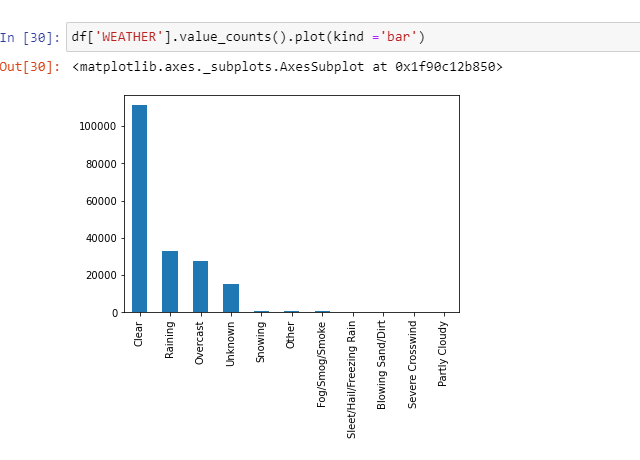 In [30]: df['WEATHER'].value_counts().plot(kind ='bar')
Out[30]: <matplotlib.axes._subplots.AxesSubplot at 0x1f90c12b850>
100000
80000
60000
40000
20000
0
Clear
Raining
Overcast
Unknown
Snowing
Other
Fog/Smog/Smoke
Sleet/Hail/Freezing Rain
Blowing Sand/Dirt
Severe Crosswind
Partly Cloudy